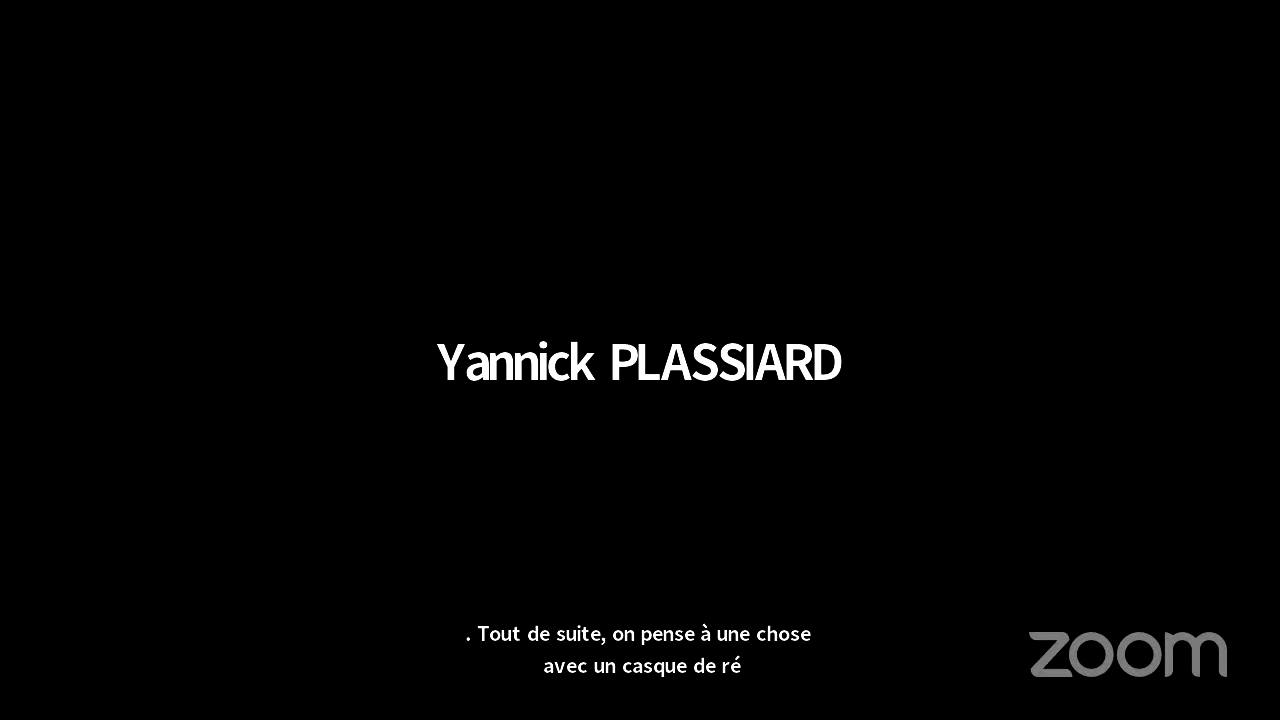 Yannick PLASSIARD
. Tout de suite, on pense à une chose
avec un casque de ré
zoom